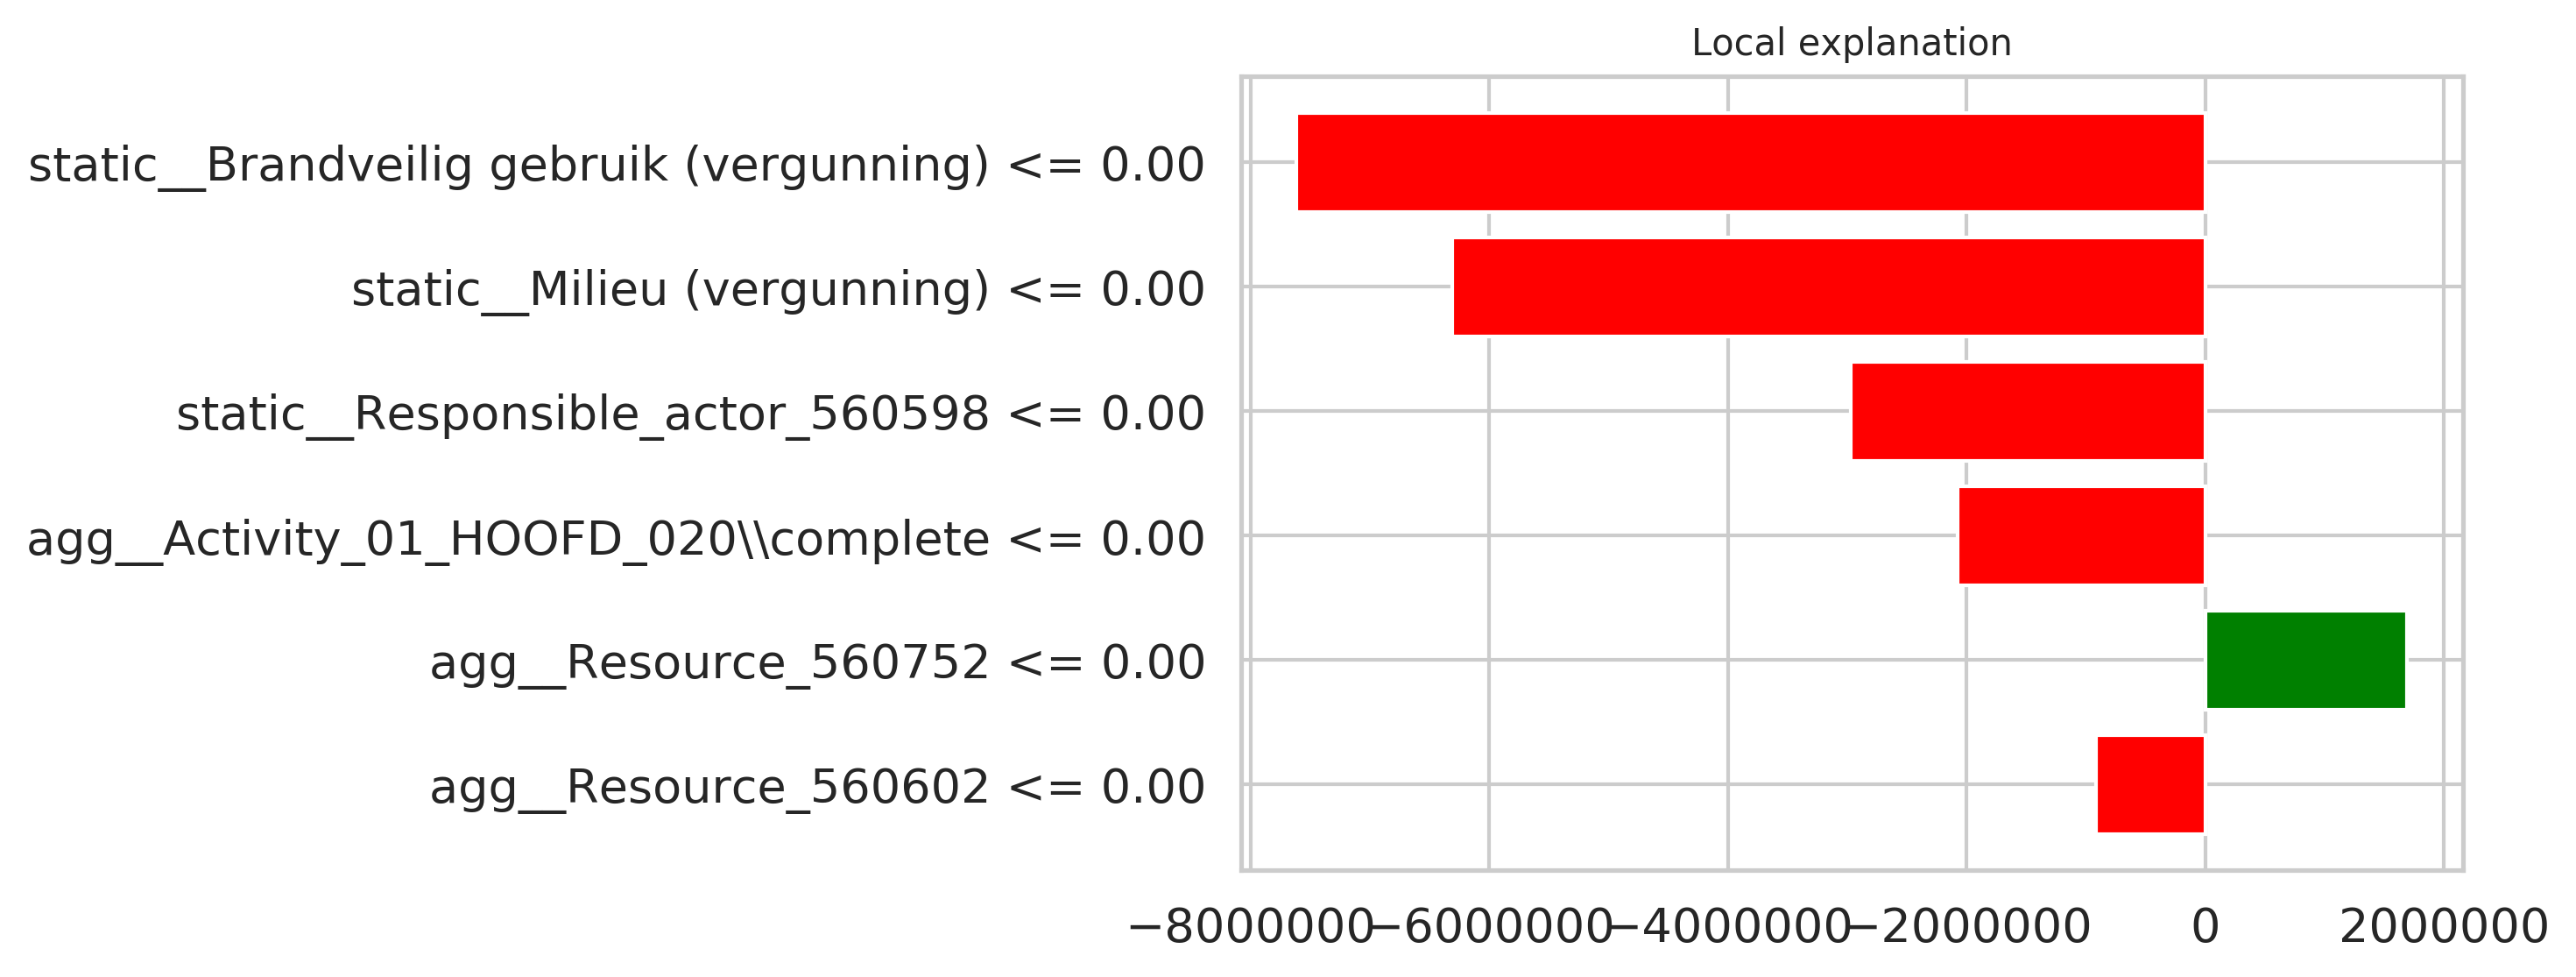 Local explanation
static__Brandveilig gebruik (vergunning) <= 0.00
static__Milieu (vergunning) <= 0.00
static__Responsible_actor_560598 <= 0.00
agg__Activity_01_HOOFD_020\\complete <= 0.00
agg__Resource_560752 <= 0.00
agg__Resource_560602 <= 0.00
−8000000 −6000000 −4000000 −2000000 0 2000000